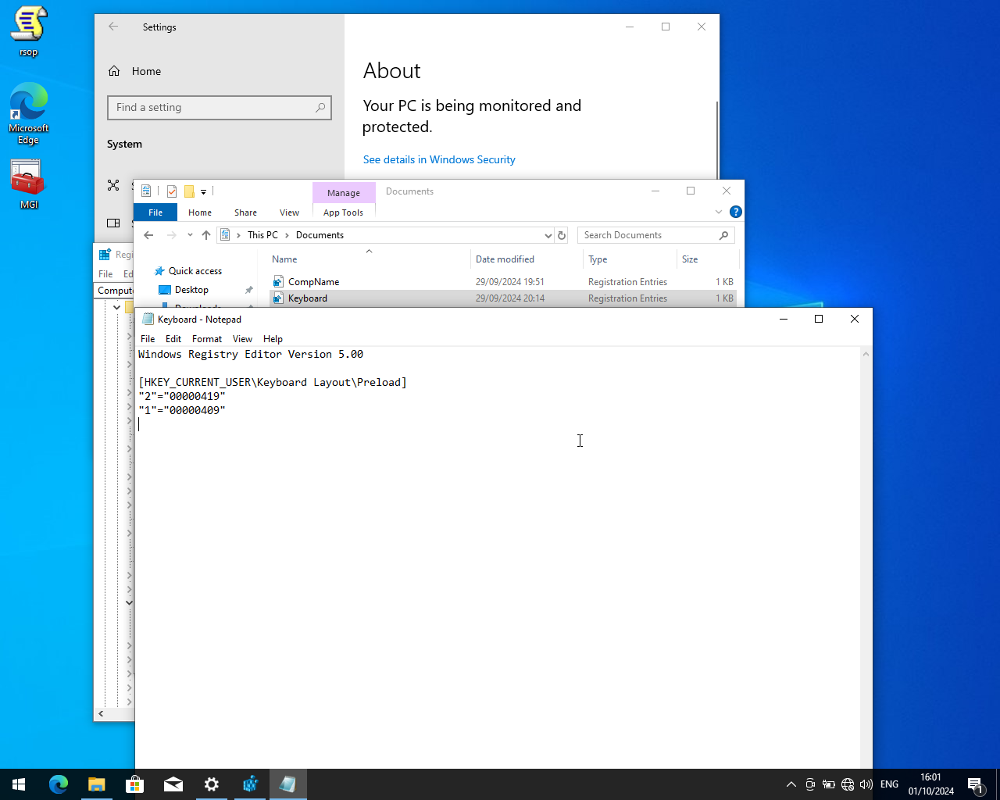 rsop
Microsoft
Edge
MGI
Settings
Home
Find a setting
System
About
Your PC is being monitored and
protected.
See details in Windows Security
Manage
Documents
File
Home
Share
View
App Tools
This PC
Documents
Search Documents
Name
Date modified
Type
Size
Quick access
Desktop
CompName
29/09/2024 19:51
Registration Entries
1 KB
Keyboard
29/09/2024 20:14
Registration Entries
1 KB
File
Keyboard - Notepad
File
Edit
Format
View
Help
Windows Registry Editor Version 5.00
[HKEY_CURRENT_USER\Keyboard Layout\Preload]
"2"="00000419"
"1"="00000409"
ENG
16:01
01/10/2024
1